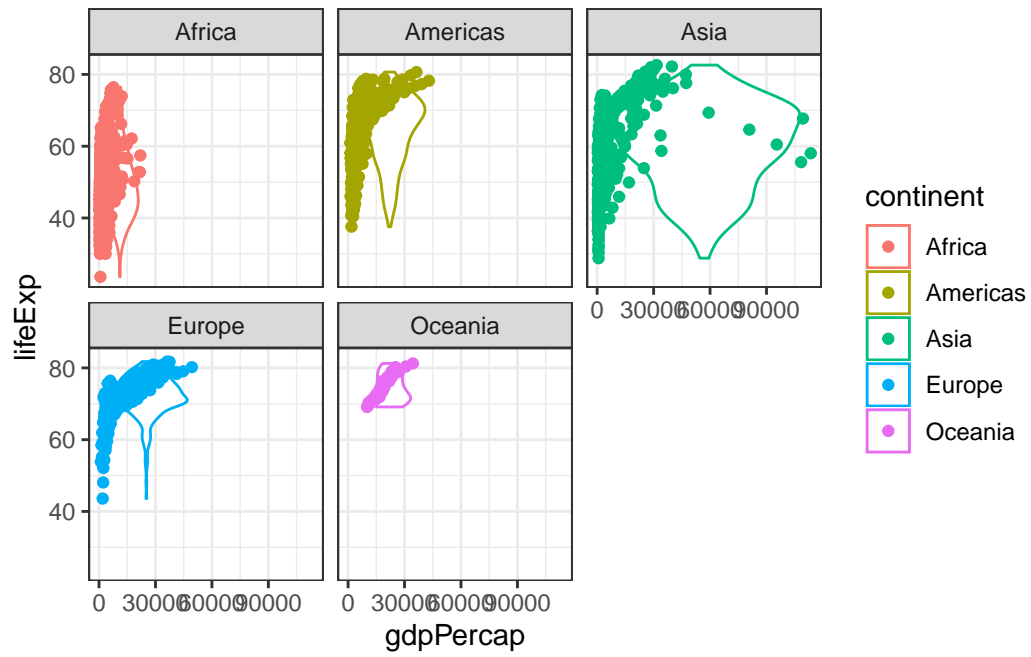 Africa
Americas
Asia
80
60
40
0 30000 60000 90000
Europe
Oceania
80
60
40
0 30000 60000 90000
0 30000 60000 90000
lifeExp
gdpPercap
continent
Africa
Americas
Asia
Europe
Oceania